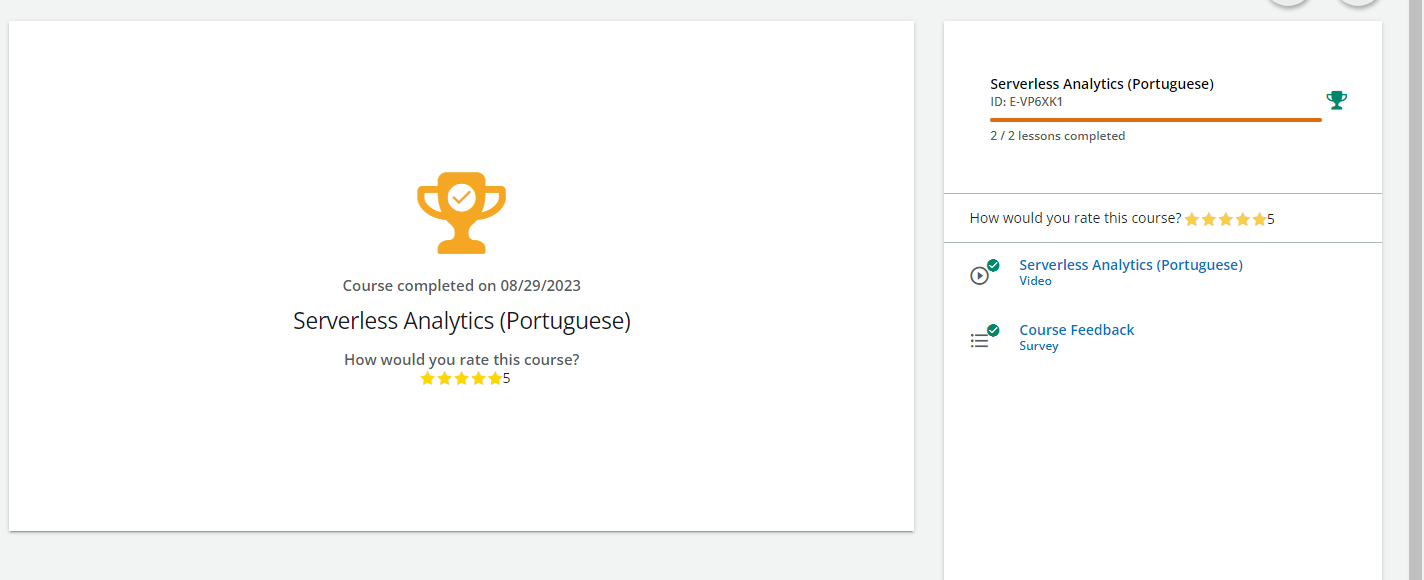 Course completed on 08/29/2023
Serverless Analytics (Portuguese)
How would you rate this course?
5
Serverless Analytics (Portuguese)
ID: E-VP6XK1
2 / 2 lessons completed
How would you rate this course? 5
Serverless Analytics (Portuguese)
Video
Course Feedback
Survey